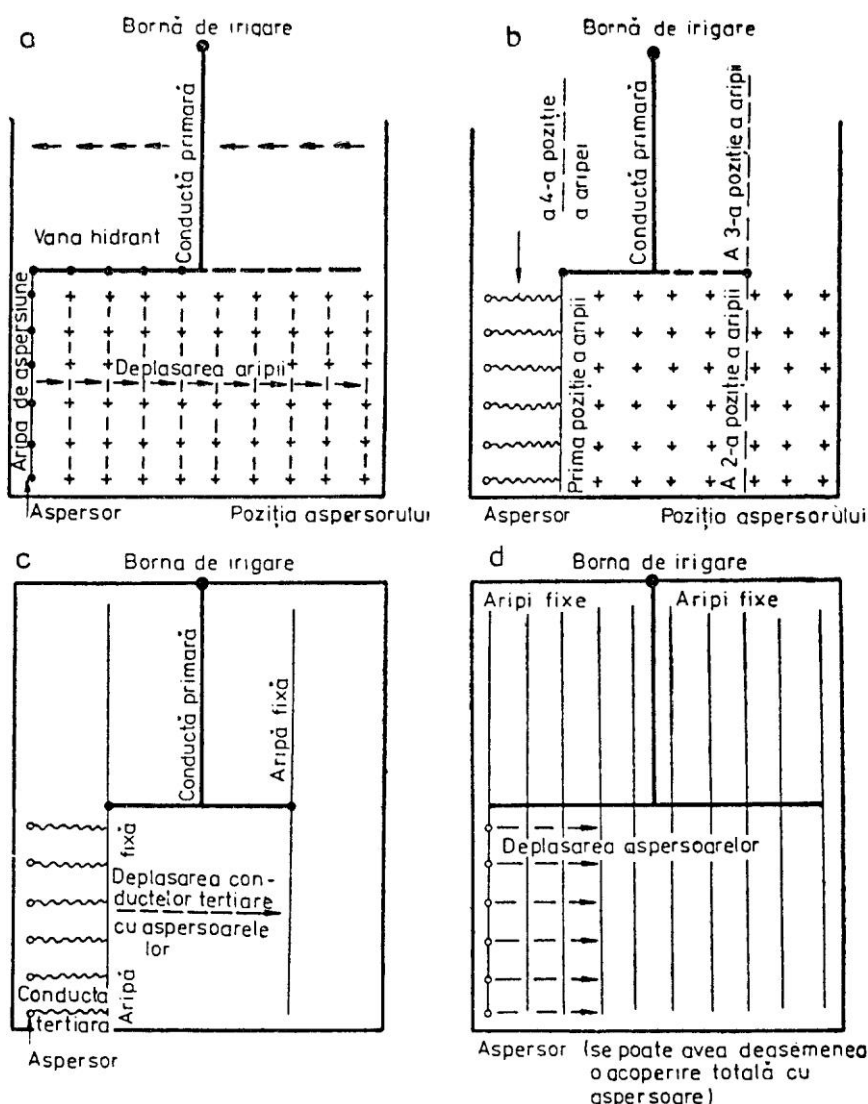 a
Bornă de irigare
Conductă primară
Vana hidrant
Aripa de aspersiune
Deplasarea aripii
Aspersor
Poziția aspersorului
b
Bornă de irigare
a 4-a poziție
a aripei
Conductă primară
A 3-a poziție a aripii
Prima poziție a aripii
A 2-a poziție a aripii
Aspersor
Poziția aspersorului
c
Borna de irigare
Conductă primară
Aripă fixă
Aripă fixă
Deplasarea con-
ductelor tertiare
cu aspersoarele
lor
Conducta
tertiara
Aspersor
d
Borna de irigare
Aripi fixe
Aripi fixe
Deplasarea aspersoarelor
Aspersor
(se poate avea deasemenea
o acoperire totală cu
aspersoare)